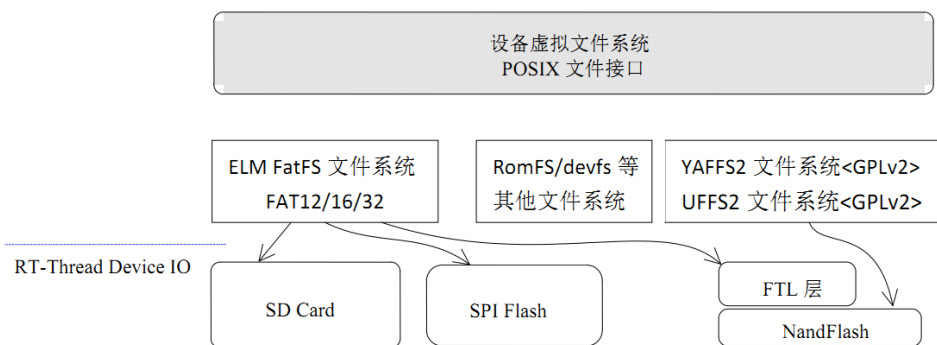 设备虚拟文件系统
POSIX 文件接口
ELM FatFS 文件系统
FAT12/16/32
RomFS/devfs 等
其他文件系统
YAFFS2 文件系统<GPLv2>
UFFS2 文件系统<GPLv2>
RT-Thread Device IO
SD Card
SPI Flash
FTL 层
NandFlash